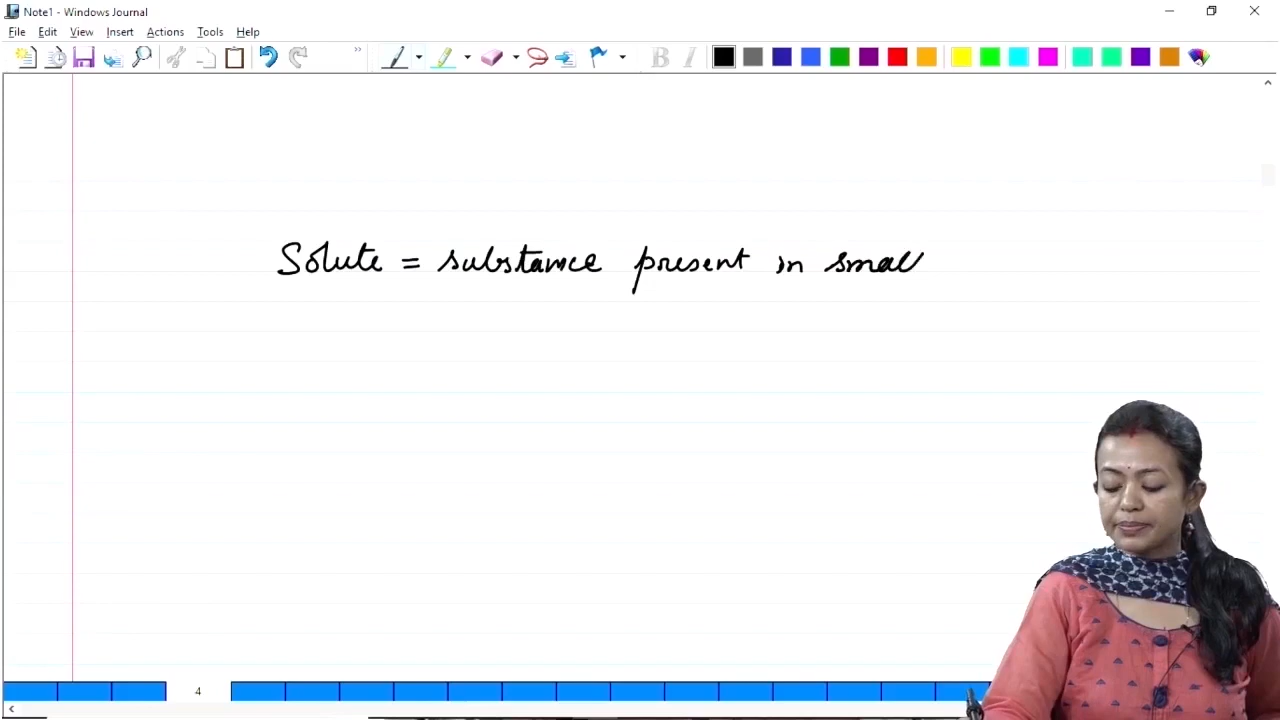 Note1 - Windows Journal
File Edit View Insert Actions Tools Help
Solute = substance present in small
4